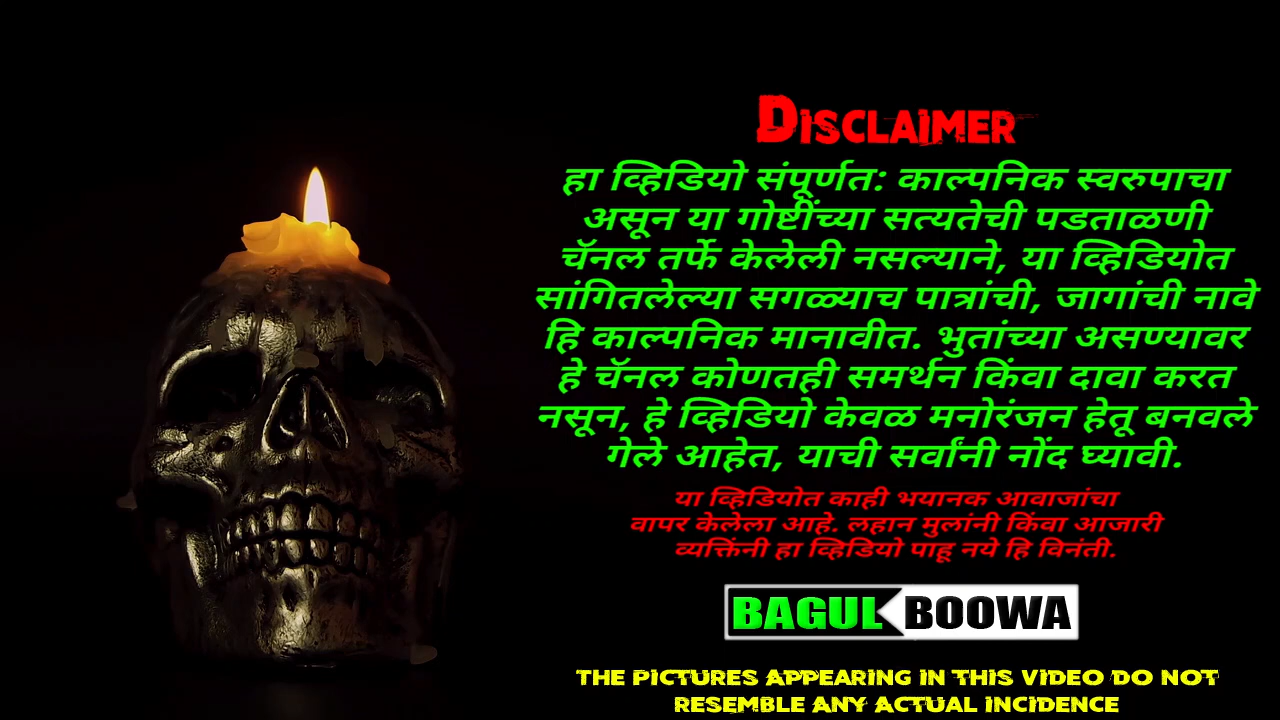 DISCLAIMER
हा व्हिडियो संपूर्णत: काल्पनिक स्वरुपाचा
असून या गोष्टींच्या सत्यतेची पडताळणी
चॅनल तर्फे केलेली नसल्याने, या व्हिडियोत
सांगितलेल्या सगळ्याच पात्रांची, जागांची नावे
हि काल्पनिक मानावीत. भुतांच्या असण्यावर
हे चॅनल कोणतही समर्थन किंवा दावा करत
नसून, हे व्हिडियो केवळ मनोरंजन हेतू बनवले
गेले आहेत, याची सर्वांनी नोंद घ्यावी.
या व्हिडियोत काही भयानक आवाजांचा
वापर केलेला आहे. लहान मुलांनी किंवा आजारी
व्यक्तिंनी हा व्हिडियो पाहू नये हि विनंती.
BAGUL BOOWA
THE PICTURES APPEARING IN THIS VIDEO DO NOT
RESEMBLE ANY ACTUAL INCIDENCE